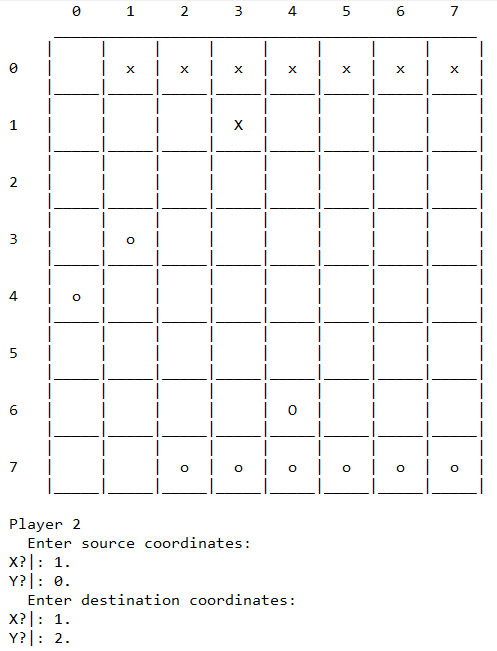 0 1 2 3 4 5 6 7
0 | | x | x | x | x | x | x | x |
1 | | | | X | | | | |
2 | | | | | | | | |
3 | | o | | | | | | |
4 | o | | | | | | | |
5 | | | | | | | | |
6 | | | | | O | | | |
7 | | | o | o | o | o | o | o |
Player 2
Enter source coordinates:
X?|: 1.
Y?|: 0.
Enter destination coordinates:
X?|: 1.
Y?|: 2.